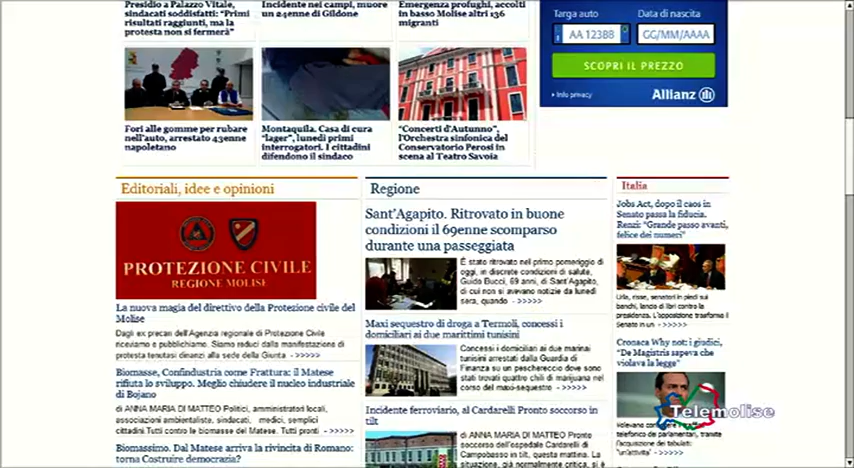 Presidio a Palazzo Vitale,
sindacati soddisfatti: "Primi
risultati raggiunti, ma la
protesta non si fermerà"
Incidente nei campi, muore
un 24enne di Gildone
Emergenza profughi, accolti
in basso Molise altri 136
migranti
Targa auto
Data di nascita
AA 123BB
GG/MM/AAAA
SCOPRI IL PREZZO
Info privacy
Allianz
Fori alle gomme per rubare
nell'auto, arrestato 43enne
napoletano
Montaquila. Casa di cura
"lager", lunedì primi
interrogatori. I cittadini
difendono il sindaco
"Concerti d'Autunno",
l'Orchestra sinfonica del
Conservatorio Perosi in
scena al Teatro Savoia
Editoriali, idee e opinioni
PROTEZIONE CIVILE
REGIONE MOLISE
La nuova magia del direttivo della Protezione civile del
Molise
Dagli ex precari dell'Agenzia regionale di Protezione Civile
riceviamo e pubblichiamo. Siamo reduci dalla manifestazione di
protesta tenutasi dinanzi alla sede della Giunta - >>>>>
Biomasse, Confindustria come Frattura: il Matese
rifiuta lo sviluppo. Meglio chiudere il nucleo industriale
di Bojano
di ANNA MARIA DI MATTEO Politici, amministratori locali,
associazioni ambientaliste, sindacati, medici, semplici
cittadini Tutti contro le biomasse del Matese. Tutti pronti - >>>>>
Biomassimo. Dal Matese arriva la rivincita di Romano:
torna Costruire democrazia?
Regione
Sant'Agapito. Ritrovato in buone
condizioni il 69enne scomparso
durante una passeggiata
È stato ritrovato nel primo pomeriggio di
oggi, in discrete condizioni di salute,
Guido Bucci, 69 anni, di Sant'Agapito,
di cui non si avevano notizie da lunedì
sera, quando - >>>>>
Maxi sequestro di droga a Termoli, concessi i
domiciliari ai due marittimi tunisini
Concessi i domiciliari ai due marinai
tunisini arrestati dalla Guardia di
Finanza su un peschereccio dove sono
stati trovati quattro chili di marijuana nel
corso del maxi-sequestro - >>>>>
Incidente ferroviario, al Cardarelli Pronto soccorso in
tilt
di ANNA MARIA DI MATTEO Pronto
soccorso dell'ospedale Cardarelli di
Campobasso in tilt, questa mattina. La
situazione, già normalmente critica, si è
Italia
Jobs Act, dopo il caos in
Senato passa la fiducia.
Renzi: "Grande passo avanti,
felice dei numeri"
Urla, risse, senatori in piedi sui
banchi, lancio di libri contro la
presidenza. L'opposizione trasforma il
Senato in un - >>>>>
Cronaca Why not: i giudici,
"De Magistris sapeva che
violava la legge"
Telemolise
Volevano
telefonico di parlamentari, tramite
l'acquisizione dei tabulati:
un'attività" - >>>>>